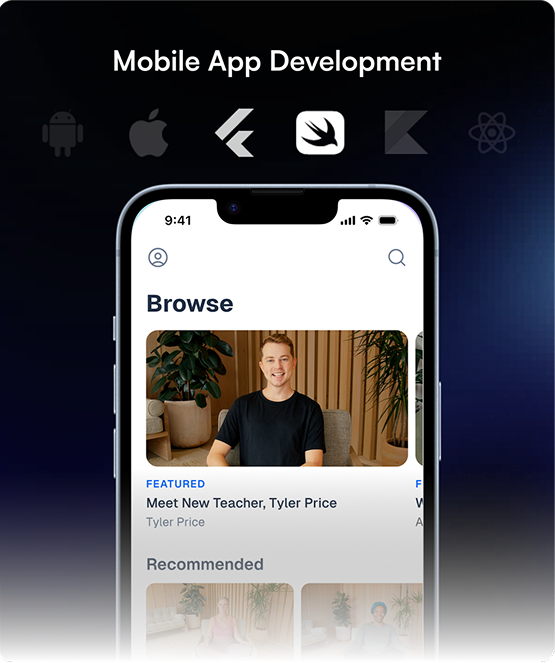 Mobile App Development
9:41
Browse
FEATURED
F
Meet New Teacher, Tyler Price
W
Tyler Price
A
Recommended